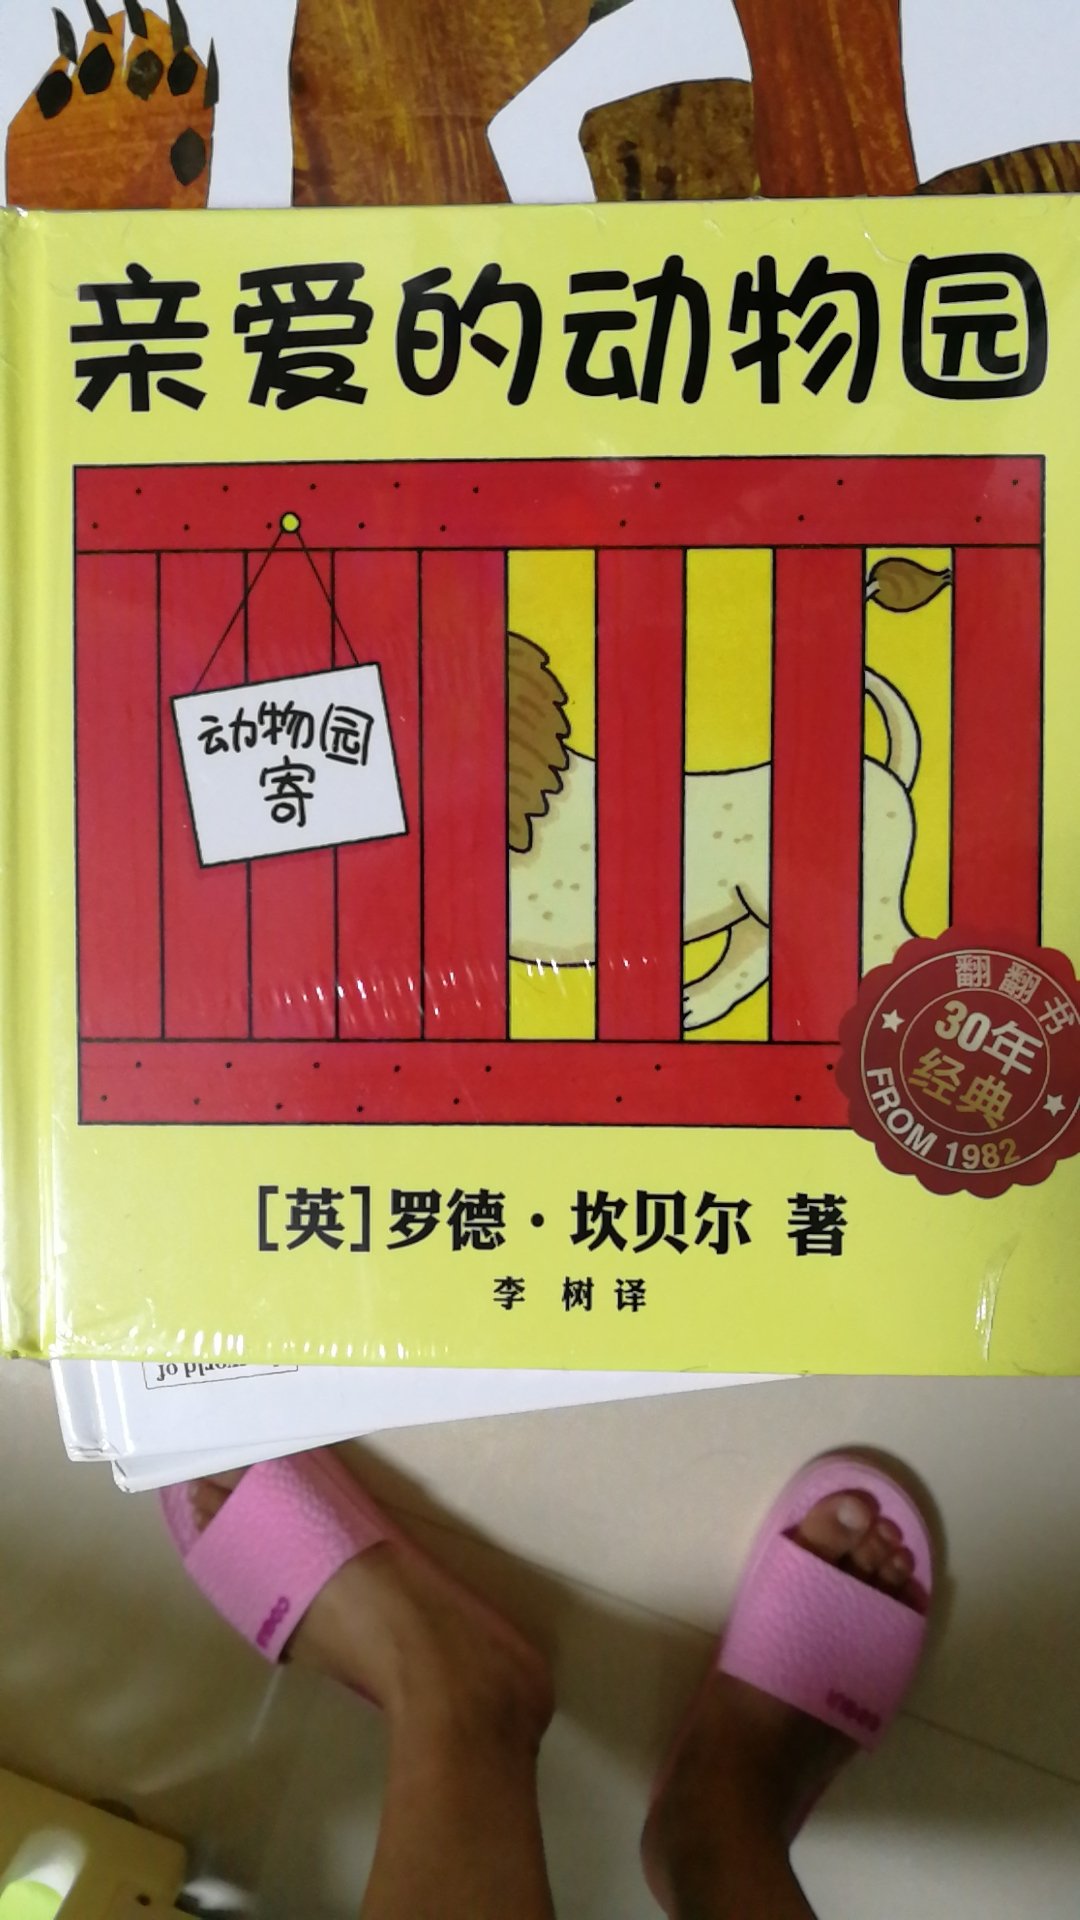 亲爱的动物园
动物园
寄
翻翻书
30年
经典
FROM 1982
[英]罗德·坎贝尔 著
李 树 译